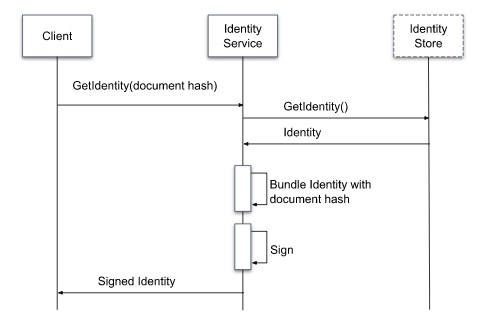 Client
Identity
Service
Identity
Store
GetIdentity(document hash)
GetIdentity()
Identity
Bundle Identity with
document hash
Sign
Signed Identity